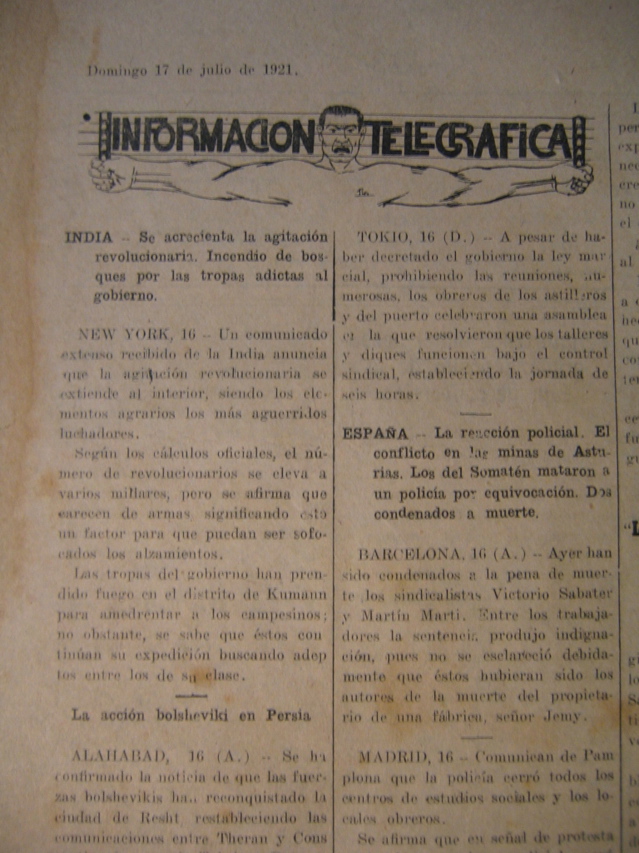 Domingo 17 de julio de 1921.
INFORMACION TELEGRAFICA
INDIA – Se acrecienta la agitación
revolucionaria. Incendio de bos-
ques por las tropas adictas al
gobierno.
NEW YORK, 16 – Un comunicado
extenso recibido de la India anuncia
que la agitación revolucionaria se
extiende al interior, siendo los ele-
mentos agrarios los más aguerridos
luchadores.
Según los cálculos oficiales, el nú-
mero de revolucionarios se eleva a
varios millares, pero se afirma que
carecen de armas significando esto
un factor para que puedan ser sofo-
cados los alzamientos.
Las tropas del gobierno han pren-
dido fuego en el distrito de Kumann
para amedrentar a los campesinos;
no obstante, se sabe que éstos con
tinúan su expedición buscando adep
tos entre los de su clase.
La acción bolsheviki en Persia
ALAHABAD, 16 (A.) – Se ha
confirmado la noticia de que las fuer-
zas bolshevikis han reconquistado la
ciudad de Resht, restableciendo las
comunicaciones entre Theran y Cons
TOKIO, 16 (D.) – A pesar de ha-
ber decretado el gobierno la ley mar
cial, prohibiendo las reuniones, nu-
merosas, los obreros de los astilleros
y del puerto celebraron una asamblea
en la que resolvieron que los talleres
y diques funcionen bajo el control
sindical, estableciendo la jornada de
seis horas.
ESPAÑA – La reacción policial. El
conflicto en las minas de Astu-
rias. Los del Somatén mataron a
un policía por equivocación. Dos
condenados a muerte.
BARCELONA, 16 (A.) – Ayer han
sido condenados a la pena de muer-
te los sindicalistas Victorio Sabater
y Martín Marti. Entre los trabaja-
dores la sentencia produjo indigna-
ción, pues no se esclareció debida-
mente que éstos hubieran sido los
autores de la muerte del propieta-
rio de una fábrica, señor Jemy.
MADRID, 16 – Comunican de Pam
plona que la policía cerró todos los
centros de estudios sociales y los lo-
cales obreros.
Se afirma que en señal de protesta